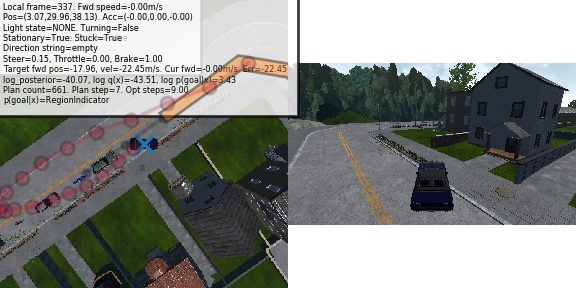 Local frame=337: Fwd.speed=-0.00m/s
Pos=(3.07,29.96,38.13). Acc=(-0.00,0.00,-0.00)
Light state=NONE. Turning=False
Stationary=True. Stuck=True
Direction string=empty
Steer=0.15, Throttle=0.00, Brake=1.00
Target fwd pos=-17.96, vel=-22.45m/s. Cur fwd=-0.00m/s, Err=-22.45
log_posterior=-40.07, log q(x)=-43.51, log p(goal|x)=3.43
Plan count=661. Plan step=7. Opt steps=9.00
p(goal|x)=RegionIndicator